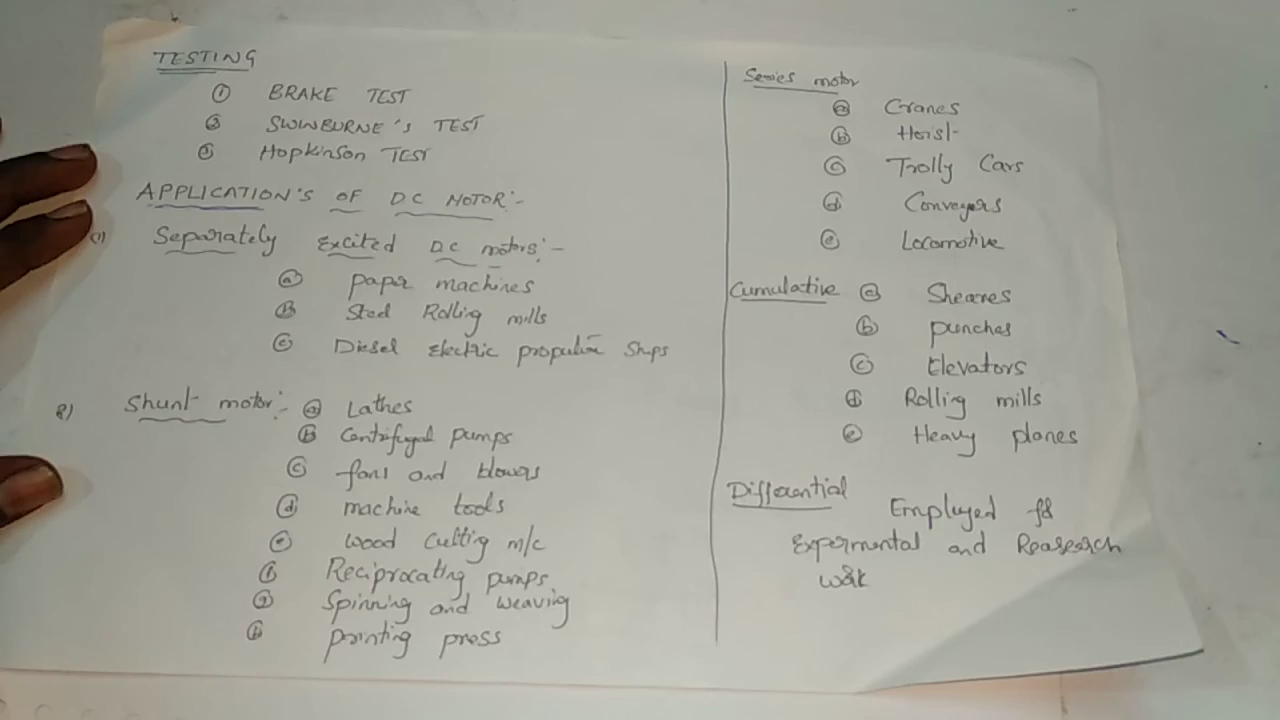 TESTING
① BRAKE TEST
② SWINBURNE'S TEST
③ Hopkinson TEST
APPLICATION'S OF DC MOTOR:-
(1) Separately Excited DC motors:-
ⓐ paper machines
ⓑ Steel Rolling mills
ⓒ Diesel Electric propulsion Ships
2) Shunt motor:- ⓐ Lathes
ⓑ Centrifugal pumps
ⓒ fans and blowers
ⓓ machine tools
ⓔ wood cutting m/c
ⓕ Reciprocating pumps
ⓖ Spinning and weaving
ⓗ printing press
Series motor
ⓐ Cranes
ⓑ Hoist
ⓒ Trolly Cars
ⓓ Conveyors
ⓔ Locomotive
Cumulative ⓐ Sheares
ⓑ punches
ⓒ Elevators
ⓓ Rolling mills
ⓔ Heavy planes
Differential
Employed for
Expermental and Reasearch
work